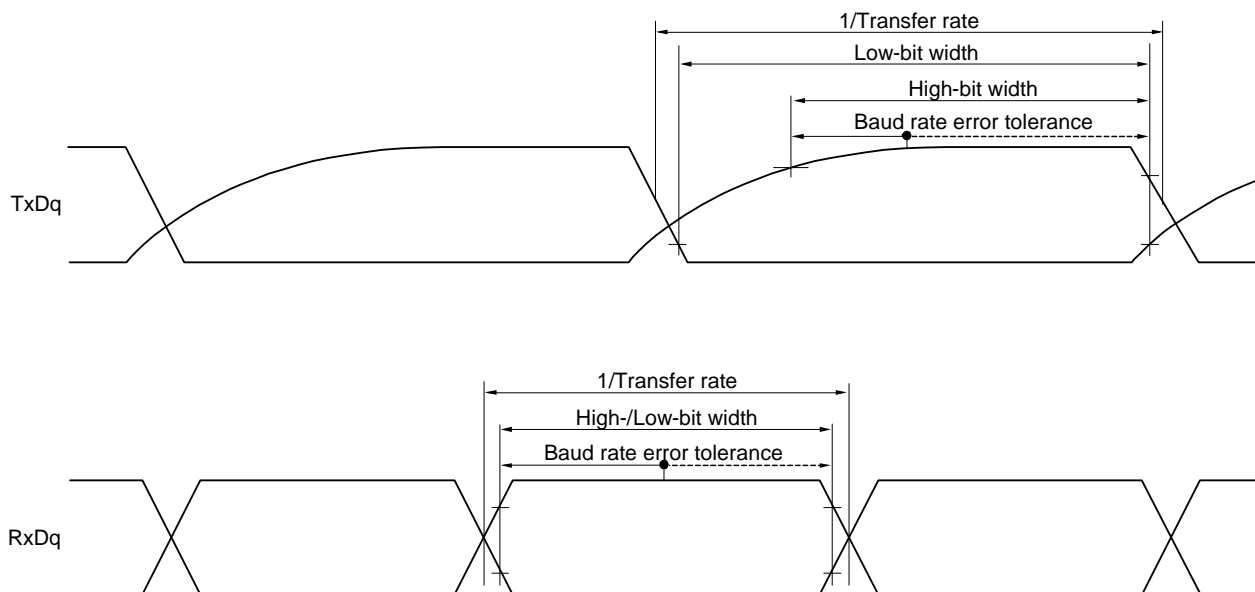 1/Transfer rate
Low-bit width
High-bit width
Baud rate error tolerance
TxDq
1/Transfer rate
High-/Low-bit width
Baud rate error tolerance
RxDq